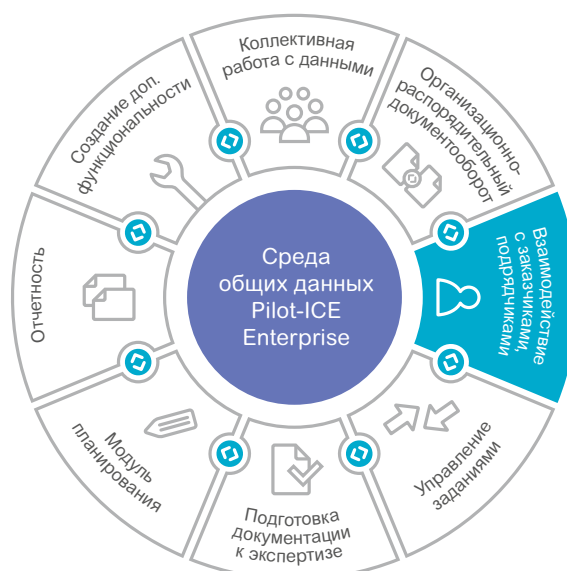 Коллективная
работа с данными
Организационно-
распорядительный
документооборот
Взаимодействие
с заказчиками,
подрядчиками
Управление
заданиями
Подготовка
документации
к экспертизе
Модуль
планирования
Отчетность
Создание доп.
функциональности
Среда
общих данных
Pilot-ICE
Enterprise